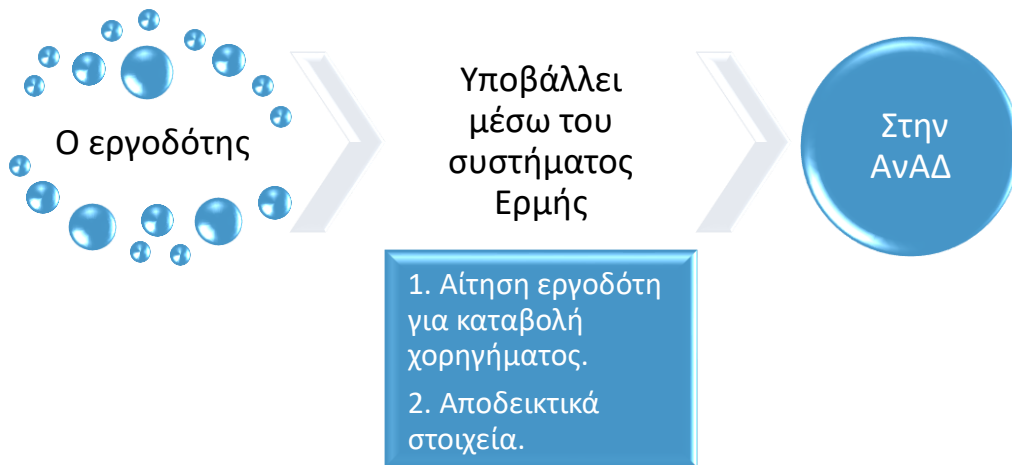 Ο εργοδότης
Υποβάλλει
μέσω του
συστήματος
Ερμής
1. Αίτηση εργοδότη
για καταβολή
χορηγήματος.
2. Αποδεικτικά
στοιχεία.
Στην
ΑνΑΔ